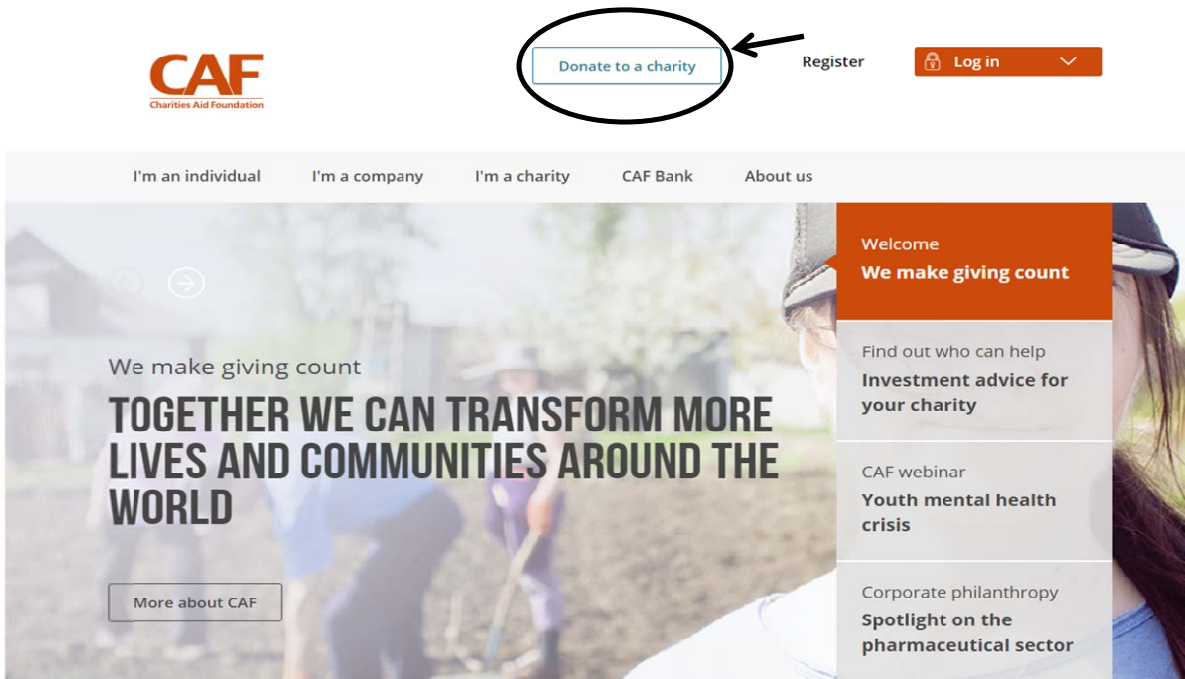 CAF
Charities Aid Foundation
Donate to a charity
Register
Log in
I'm an individual
I'm a company
I'm a charity
CAF Bank
About us
We make giving count
TOGETHER WE CAN TRANSFORM MORE
LIVES AND COMMUNITIES AROUND THE
WORLD
More about CAF
Welcome
We make giving count
Find out who can help
Investment advice for
your charity
CAF webinar
Youth mental health
crisis
Corporate philanthropy
Spotlight on the
pharmaceutical sector